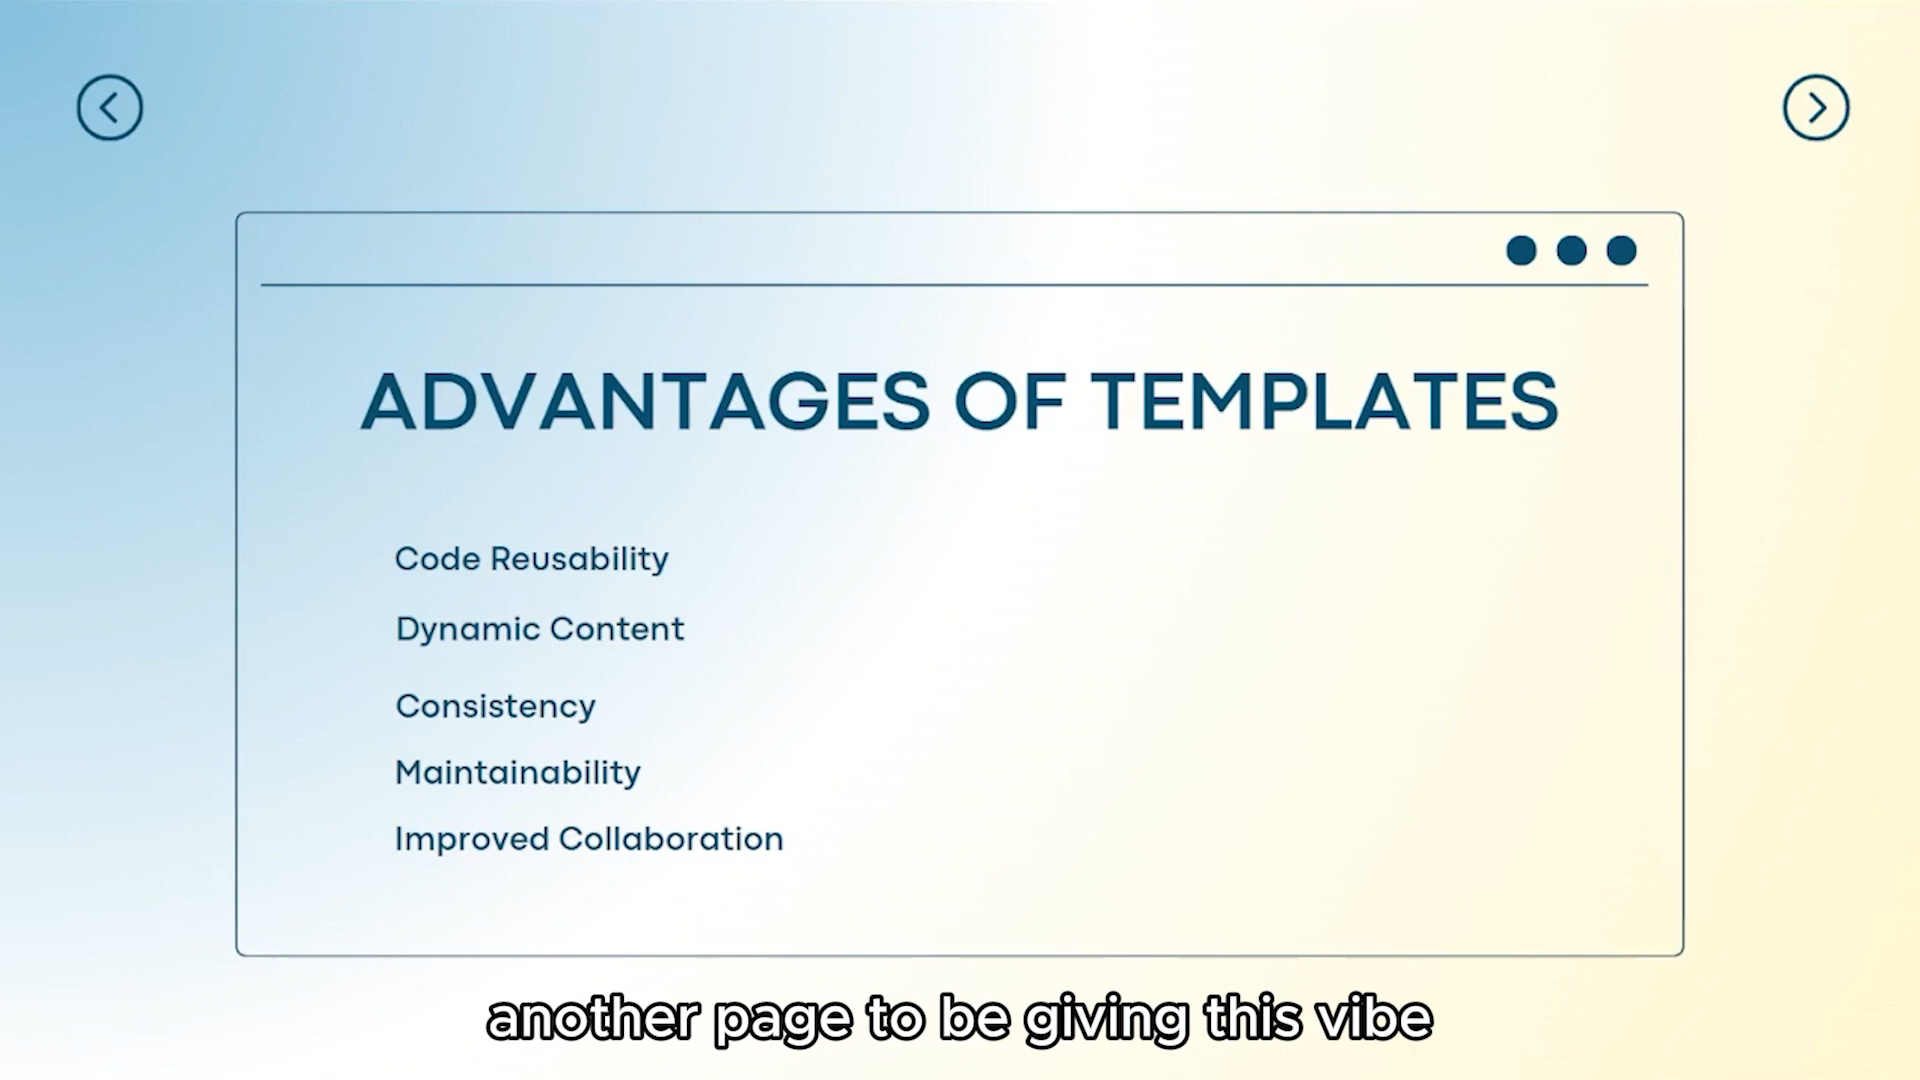 ADVANTAGES OF TEMPLATES
Code Reusability
Dynamic Content
Consistency
Maintainability
Improved Collaboration
another page to be giving this vibe